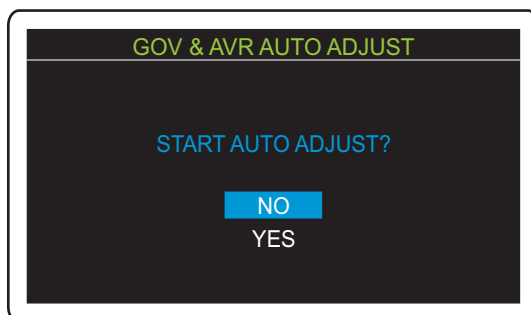 GOV & AVR AUTO ADJUST
START AUTO ADJUST?
NO
YES